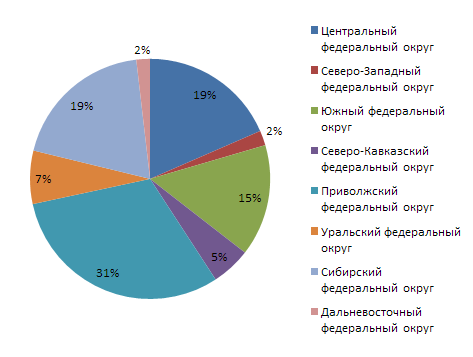 2%
19%
19%
2%
7%
15%
5%
31%
Центральный
федеральный округ
Северо-Западный
федеральный округ
Южный федеральный
округ
Северо-Кавказский
федеральный округ
Приволжский
федеральный округ
Уральский федеральный
округ
Сибирский
федеральный округ
Дальневосточный
федеральный округ